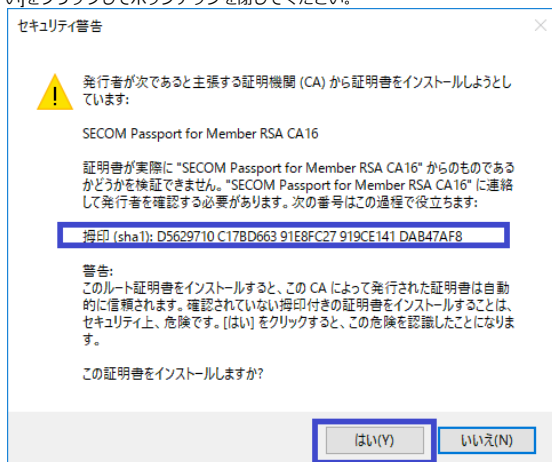 い]をクリックしてポップアップを閉じてください。
セキュリティ警告
発行者が次であると主張する証明機関 (CA) から証明書をインストールしようとし
ています:
SECOM Passport for Member RSA CA16
証明書が実際に "SECOM Passport for Member RSA CA16" からのものである
かどうかを検証できません。"SECOM Passport for Member RSA CA16" に連絡
して発行者を確認する必要があります。次の番号はこの過程で役立ちます:
拇印 (sha1): D5629710 C17BD663 91E8FC27 919CE141 DAB47AF8
警告:
このルート証明書をインストールすると、この CA によって発行された証明書は自動
的に信頼されます。確認されていない拇印付きの証明書をインストールすることは、
セキュリティ上、危険です。[はい] をクリックすると、この危険を認識したことになりま
す。
この証明書をインストールしますか?
はい(Y)
いいえ(N)